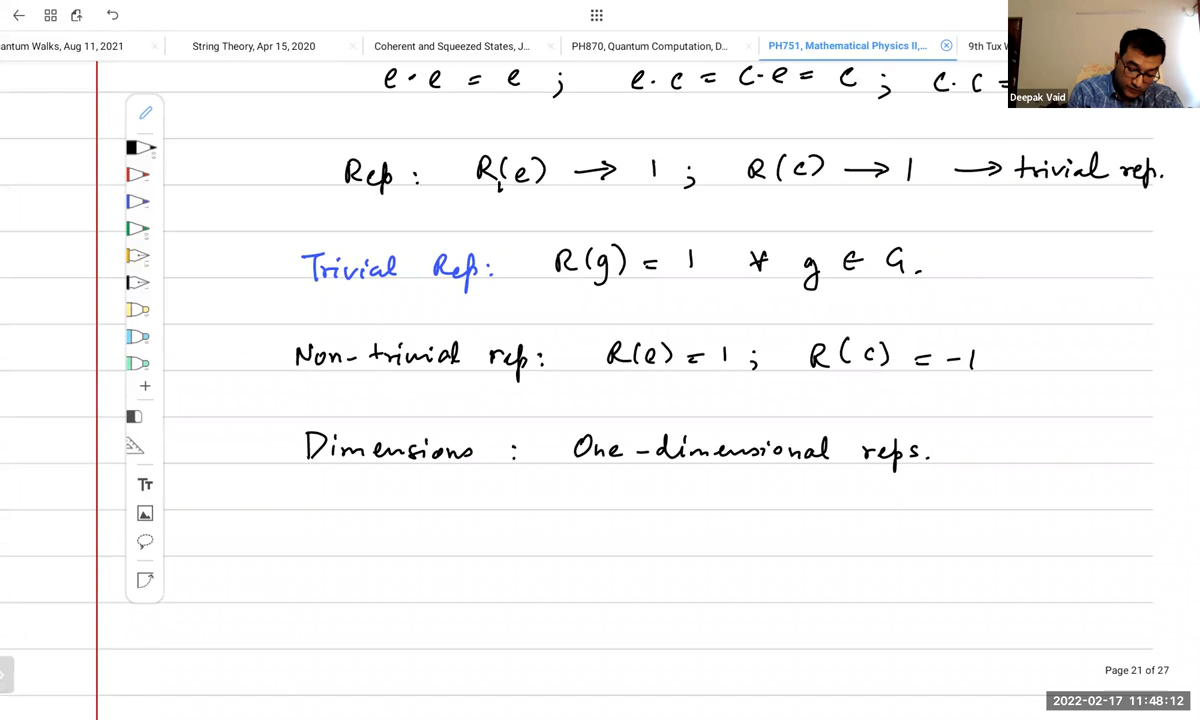 antum Walks, Aug 11, 2021 String Theory, Apr 15, 2020 Coherent and Squeezed States, J... PH870, Quantum Computation, D... PH751, Mathematical Physics II,... 9th Tux W
Deepak Vaid
e · e = e ; e · c = c · e = c ; c · c =
Rep : R(e) → 1 ; R(c) → 1 → trivial rep.
Trivial Rep : R(g) = 1 ∀ g ∈ G.
Non-trivial rep : R(e) = 1 ; R(c) = -1
Dimensions : One-dimensional reps.
TT
Page 21 of 27
2022-02-17 11:48:12